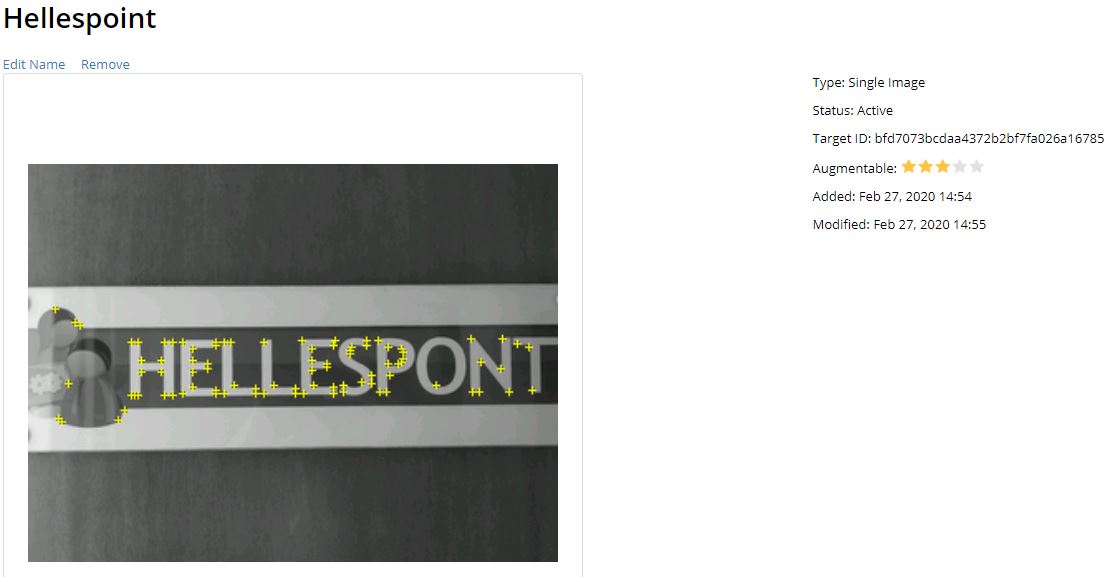 Hellespoint
Edit Name Remove
Type: Single Image
Status: Active
Target ID: bfd7073bcdaa4372b2bf7fa026a16785
Augmentable:
Added: Feb 27, 2020 14:54
Modified: Feb 27, 2020 14:55
HELLESPONT